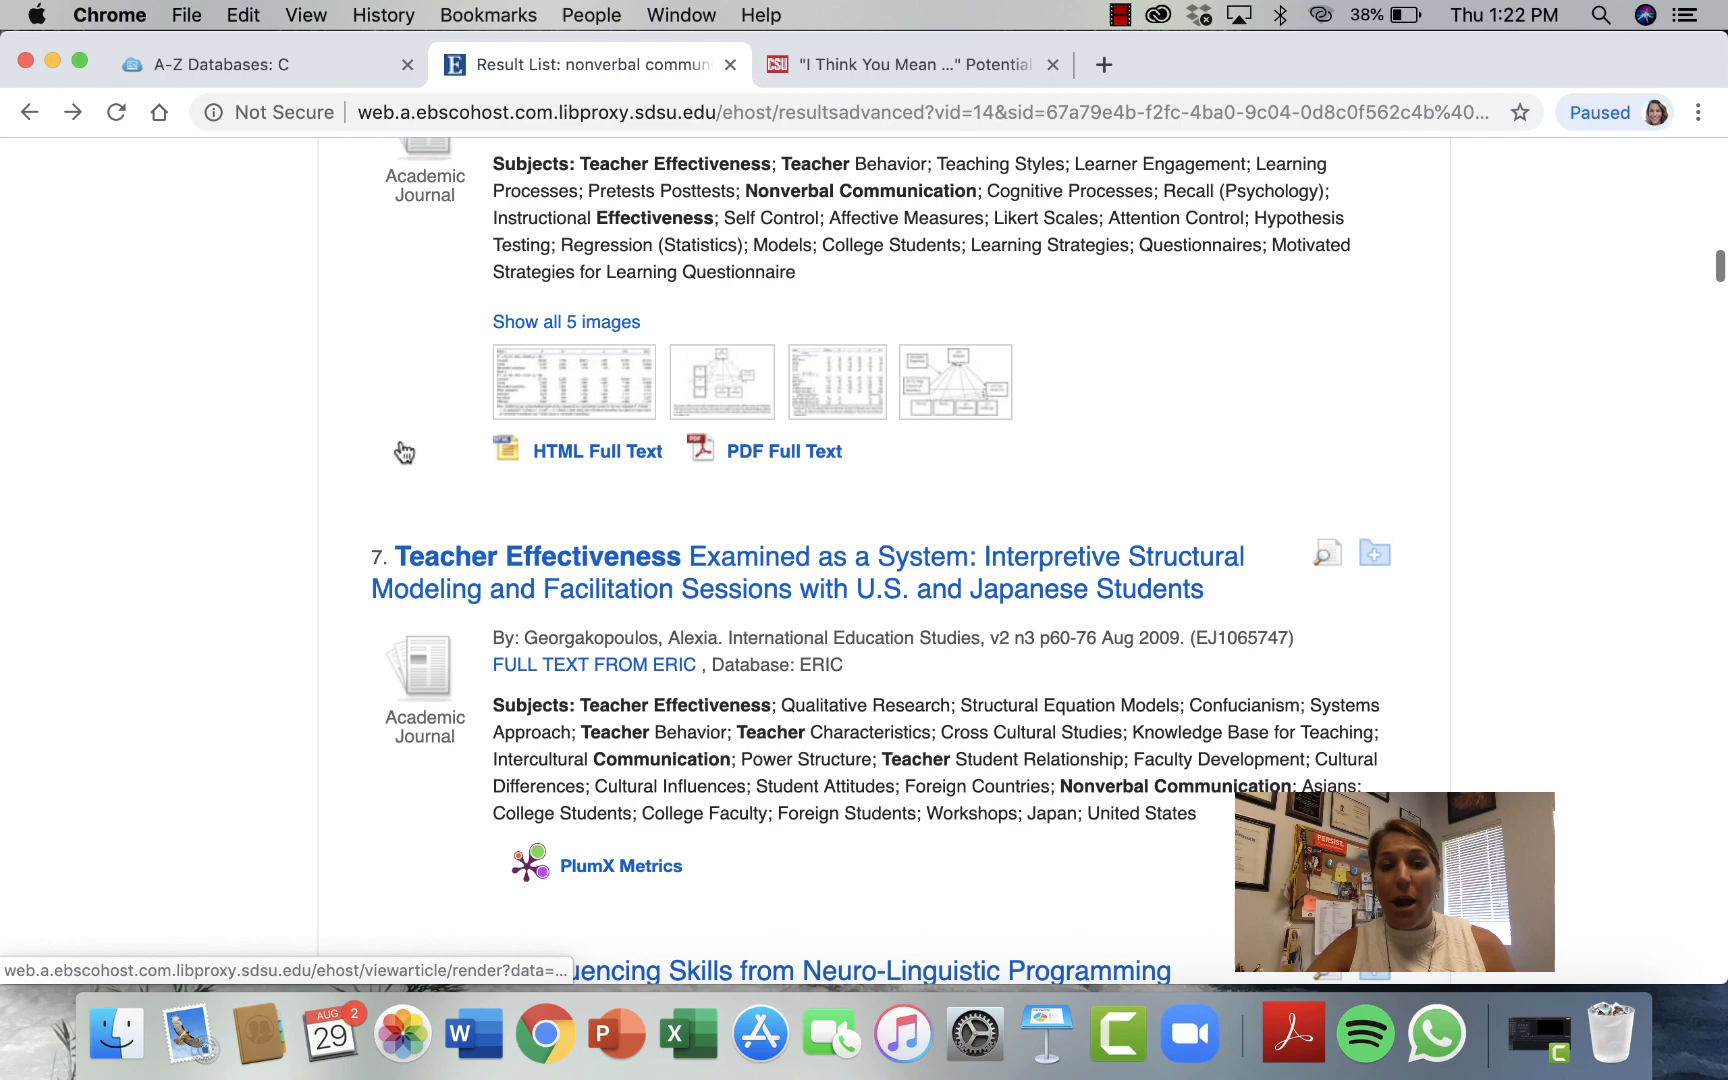 Chrome File Edit View History Bookmarks People Window Help 38% Thu 1:22 PM
A-Z Databases: C
Result List: nonverbal commun
CSU "I Think You Mean ..." Potential
Not Secure web.a.ebscohost.com.libproxy.sdsu.edu/ehost/resultsadvanced?vid=14&sid=67a79e4b-f2fc-4ba0-9c04-0d8c0f562c4b%40... Paused
Academic
Journal
Subjects: Teacher Effectiveness; Teacher Behavior; Teaching Styles; Learner Engagement; Learning
Processes; Pretests Posttests; Nonverbal Communication; Cognitive Processes; Recall (Psychology);
Instructional Effectiveness; Self Control; Affective Measures; Likert Scales; Attention Control; Hypothesis
Testing; Regression (Statistics); Models; College Students; Learning Strategies; Questionnaires; Motivated
Strategies for Learning Questionnaire
Show all 5 images
HTML Full Text PDF Full Text
7. Teacher Effectiveness Examined as a System: Interpretive Structural
Modeling and Facilitation Sessions with U.S. and Japanese Students
Academic
Journal
By: Georgakopoulos, Alexia. International Education Studies, v2 n3 p60-76 Aug 2009. (EJ1065747)
FULL TEXT FROM ERIC , Database: ERIC
Subjects: Teacher Effectiveness; Qualitative Research; Structural Equation Models; Confucianism; Systems
Approach; Teacher Behavior; Teacher Characteristics; Cross Cultural Studies; Knowledge Base for Teaching;
Intercultural Communication; Power Structure; Teacher Student Relationship; Faculty Development; Cultural
Differences; Cultural Influences; Student Attitudes; Foreign Countries; Nonverbal Communication; Asians;
College Students; College Faculty; Foreign Students; Workshops; Japan; United States
PlumX Metrics
PERSIST.
web.a.ebscohost.com.libproxy.sdsu.edu/ehost/viewarticle/render?data=...
uencing Skills from Neuro-Linguistic Programming
AUG
29
2
W
P
X